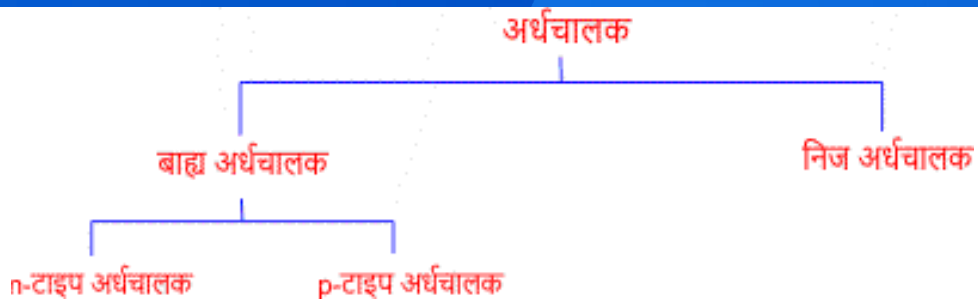 अर्धचालक
बाह्य अर्धचालक
निज अर्धचालक
n-टाइप अर्धचालक
p-टाइप अर्धचालक